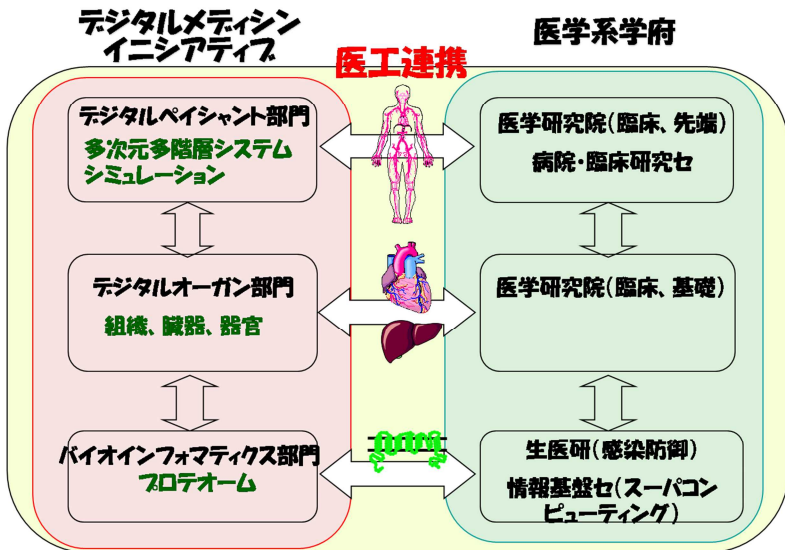 デジタルメディシン
イニシアティブ
医工連携
医学系学府
デジタルペイシャント部門
多次元多階層システム
シミュレーション
医学研究院(臨床、先端)
病院・臨床研究セ
デジタルオーガン部門
組織、臓器、器官
医学研究院(臨床、基礎)
バイオインフォマティクス部門
プロテオーム
生医研(感染防御)
情報基盤セ(スーパコン
ピューティング)